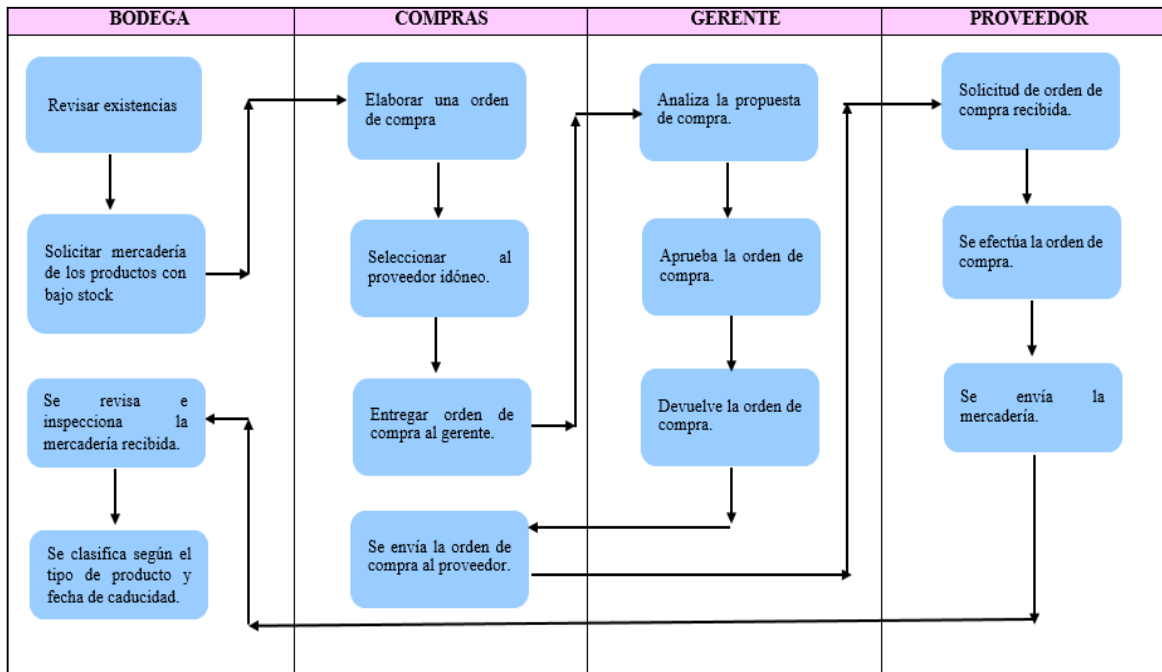 BODEGA
COMPRAS
GERENTE
PROVEEDOR
Revisar existencias
Solicitar mercadería
de los productos con
bajo stock
Se revisa e
inspecciona la
mercadería recibida.
Se clasifica según el
tipo de producto y
fecha de caducidad.
Elaborar una orden
de compra
Seleccionar al
proveedor idóneo.
Entregar orden de
compra al gerente.
Se envía la orden de
compra al proveedor.
Analiza la propuesta
de compra.
Aprueba la orden de
compra.
Devuelve la orden de
compra.
Solicitud de orden de
compra recibida.
Se efectúa la orden de
compra.
Se envía la
mercadería.